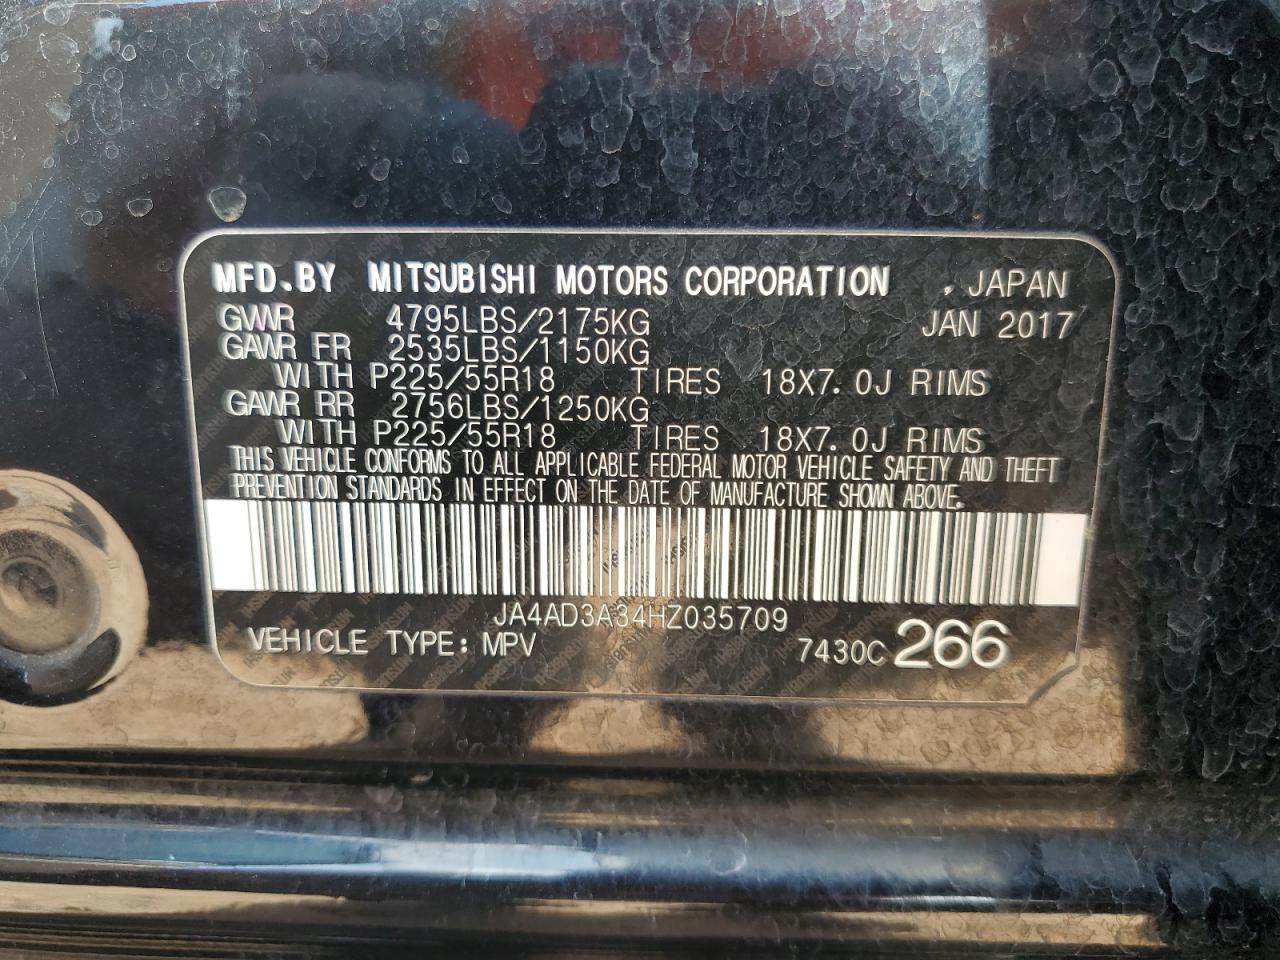 MFD.BY MITSUBISHI MOTORS CORPORATION , JAPAN
GVWR 4795LBS/2175KG JAN 2017
GAWR FR 2535LBS/1150KG
WITH P225/55R18 TIRES 18X7.0J RIMS
GAWR RR 2756LBS/1250KG
WITH P225/55R18 TIRES 18X7.0J RIMS
THIS VEHICLE CONFORMS TO ALL APPLICABLE FEDERAL MOTOR VEHICLE SAFETY AND THEFT
PREVENTION STANDARDS IN EFFECT ON THE DATE OF MANUFACTURE SHOWN ABOVE.
JA4AD3A34HZ035709
VEHICLE TYPE: MPV 7430C 266